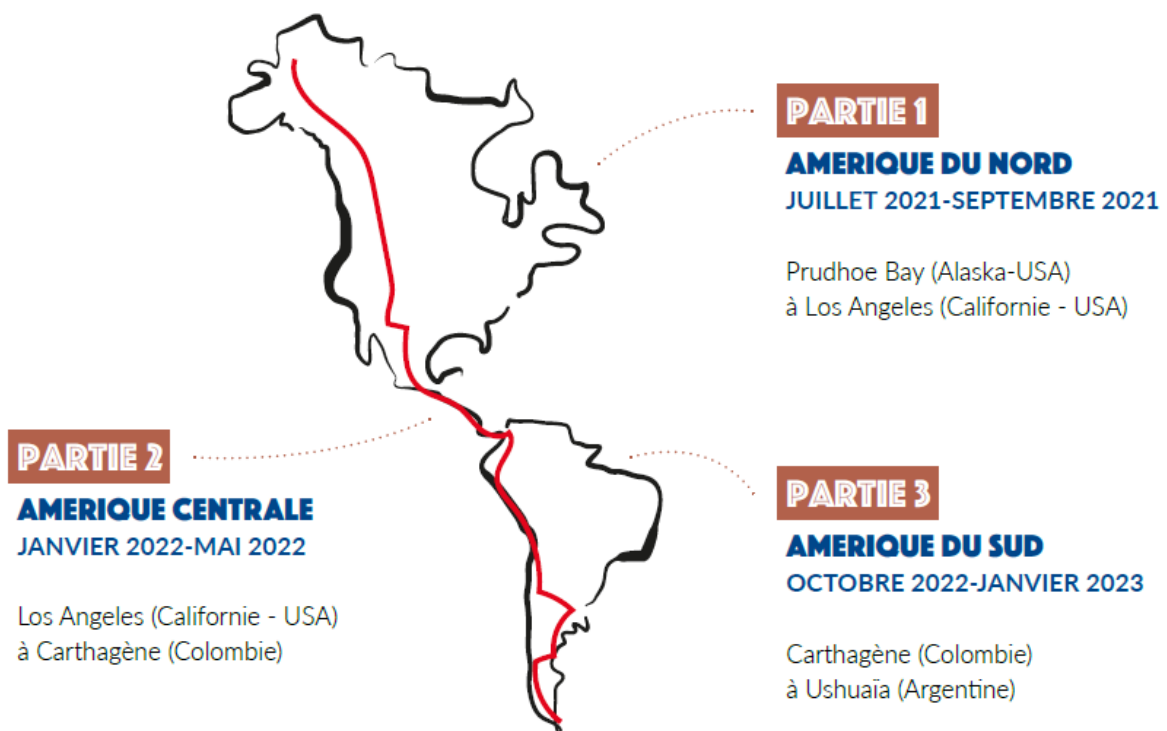 PARTIE 1
AMERIQUE DU NORD
JUILLET 2021-SEPTEMBRE 2021
Prudhoe Bay (Alaska-USA)
à Los Angeles (Californie - USA)
PARTIE 2
AMERIQUE CENTRALE
JANVIER 2022-MAI 2022
Los Angeles (Californie - USA)
à Carthagène (Colombie)
PARTIE 3
AMERIQUE DU SUD
OCTOBRE 2022-JANVIER 2023
Carthagène (Colombie)
à Ushuaïa (Argentine)